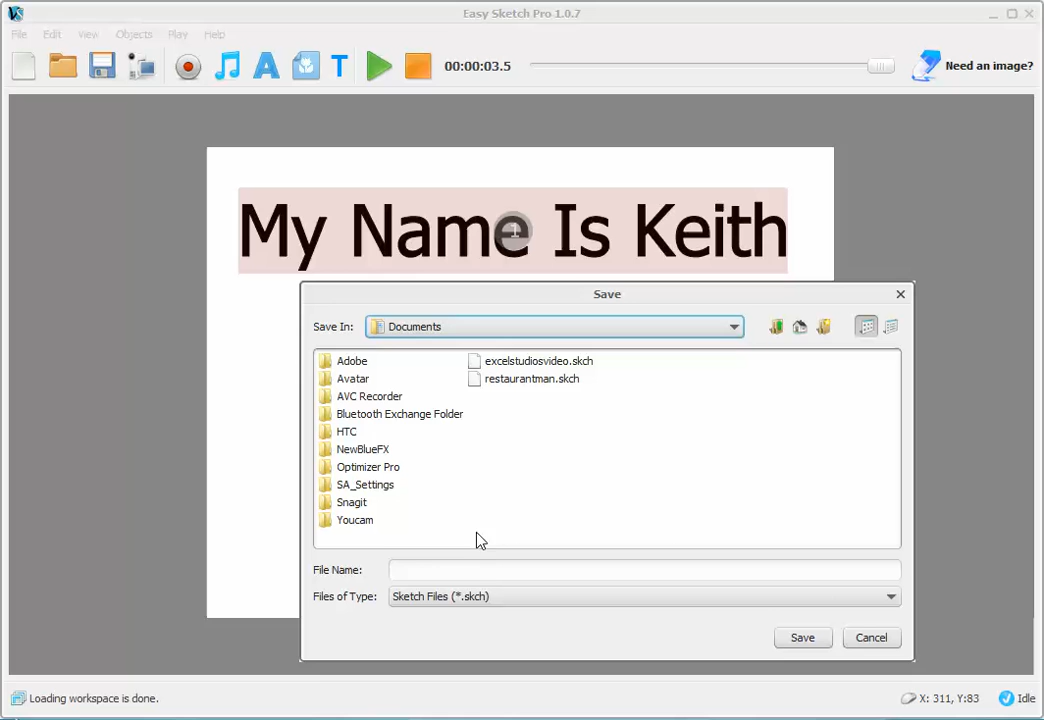 Easy Sketch Pro 1.0.7
File Edit View Objects Play Help
00:00:03.5
Need an image?
My Name Is Keith
1
Save
Save In: Documents
Adobe
Avatar
AVC Recorder
Bluetooth Exchange Folder
HTC
NewBlueFX
Optimizer Pro
SA_Settings
Snagit
Youcam
excelstudiosvideo.skch
restaurantman.skch
File Name:
Files of Type: Sketch Files (*.skch)
Save Cancel
Loading workspace is done. X: 311, Y:83 Idle